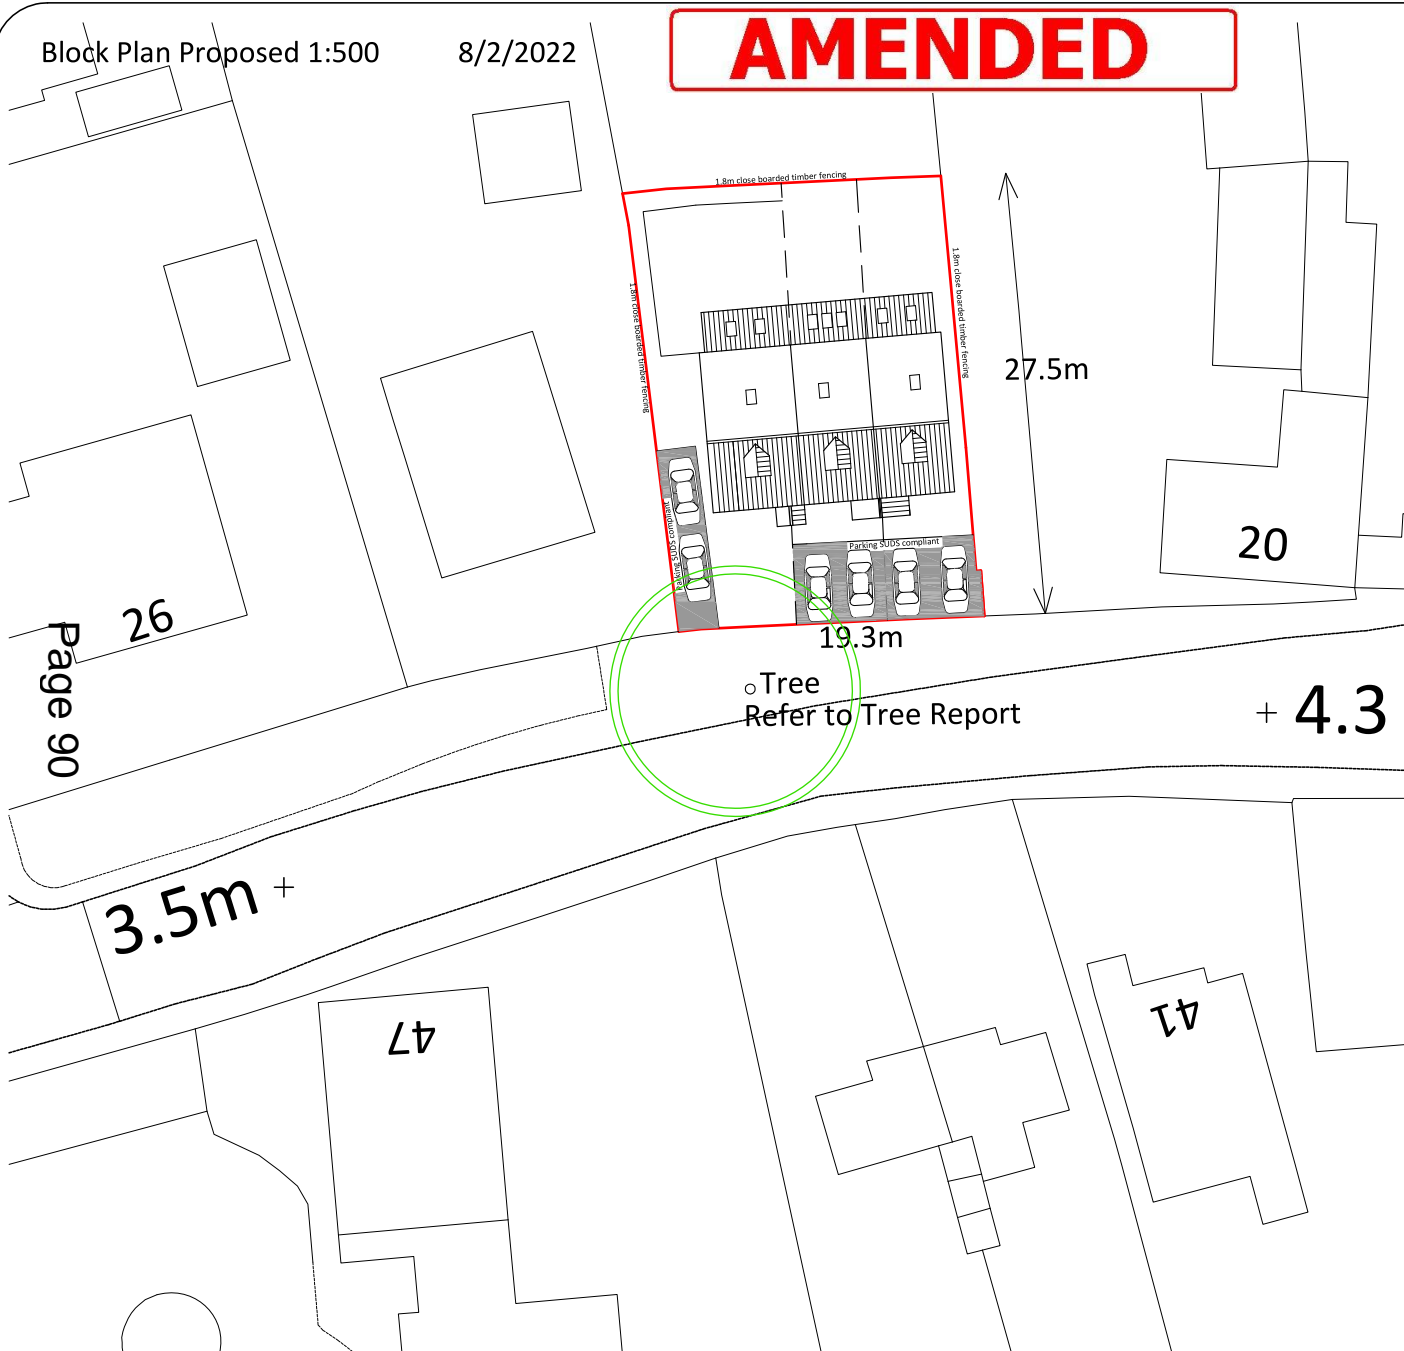 Block Plan Proposed 1:500 8/2/2022
AMENDED
1.8m close boarded timber fencing
1.8m close boarded timber fencing
1.8m close boarded timber fencing
27.5m
Parking SUDS compliant
Parking SUDS compliant
20
26
19.3m
Page 90
Tree
Refer to Tree Report
4.3
3.5m
47
41